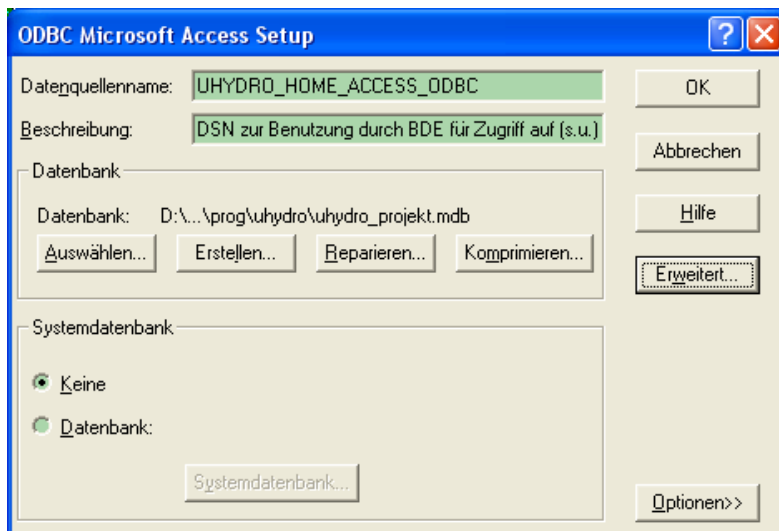 ODBC Microsoft Access Setup
Datenquellenname: UHYDRO_HOME_ACCESS_ODBC
OK
Beschreibung: DSN zur Benutzung durch BDE für Zugriff auf (s.u.)
Abbrechen
Datenbank
Datenbank: D:\...\prog\uhydro\uhydro_projekt.mdb
Hilfe
Auswählen... Erstellen... Reparieren... Komprimieren...
Erweitert...
Systemdatenbank
Keine
Datenbank:
Systemdatenbank...
Optionen>>